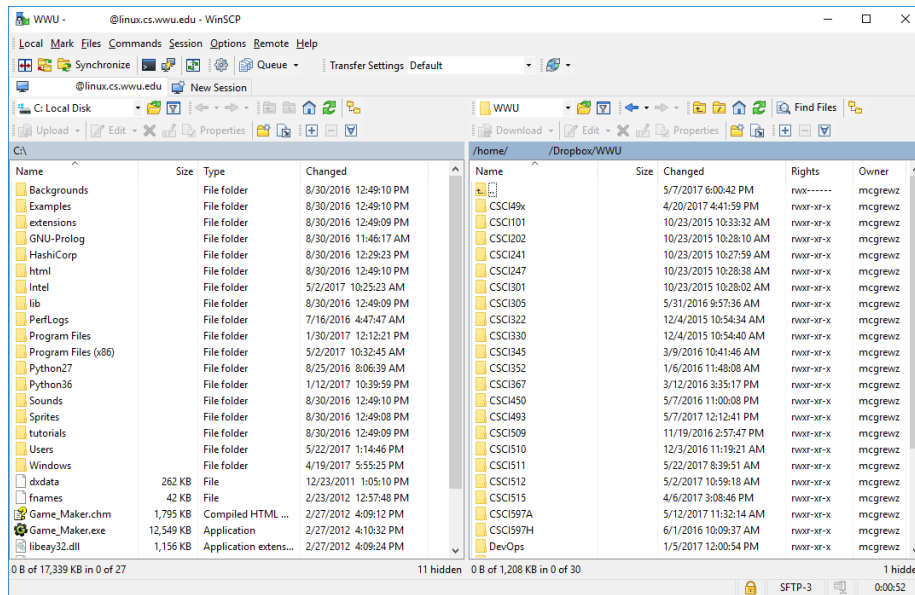 WWU - @linux.cs.wwu.edu - WinSCP
Local Mark Files Commands Session Options Remote Help
Synchronize Queue Transfer Settings Default
@linux.cs.wwu.edu New Session
C: Local Disk
Upload Edit Properties
C:\
Name Size Type Changed
Backgrounds File folder 8/30/2016 12:49:10 PM
Examples File folder 8/30/2016 12:49:10 PM
extensions File folder 8/30/2016 12:49:09 PM
GNU-Prolog File folder 8/30/2016 11:46:17 AM
HashiCorp File folder 8/30/2016 12:29:23 PM
html File folder 8/30/2016 12:49:10 PM
Intel File folder 5/2/2017 10:25:23 AM
lib File folder 8/30/2016 12:49:09 PM
PerfLogs File folder 7/16/2016 4:47:47 AM
Program Files File folder 1/30/2017 12:12:21 PM
Program Files (x86) File folder 5/2/2017 10:32:45 AM
Python27 File folder 8/25/2016 8:06:39 AM
Python36 File folder 1/12/2017 10:39:59 PM
Sounds File folder 8/30/2016 12:49:10 PM
Sprites File folder 8/30/2016 12:49:08 PM
tutorials File folder 8/30/2016 12:49:09 PM
Users File folder 5/22/2017 1:14:46 PM
Windows File folder 4/19/2017 5:55:25 PM
dxdata 262 KB File 12/23/2011 1:05:10 PM
fnames 42 KB File 2/23/2012 12:57:48 PM
Game_Maker.chm 1,795 KB Compiled HTML ... 2/27/2012 4:09:12 PM
Game_Maker.exe 12,549 KB Application 2/27/2012 4:10:32 PM
libeay32.dll 1,156 KB Application extens... 2/27/2012 4:09:24 PM
0 B of 17,339 KB in 0 of 27 11 hidden
WWU Find Files
Download Edit Properties
/home/ /Dropbox/WWU
Name Size Changed Rights Owner
.. 5/7/2017 6:00:42 PM rwx------ mcgrewz
CSCI49x 4/20/2017 4:41:59 PM rwxr-xr-x mcgrewz
CSCI101 10/23/2015 10:33:32 AM rwxr-xr-x mcgrewz
CSCI202 10/23/2015 10:28:10 AM rwxr-xr-x mcgrewz
CSCI241 10/23/2015 10:27:59 AM rwxr-xr-x mcgrewz
CSCI247 10/23/2015 10:28:38 AM rwxr-xr-x mcgrewz
CSCI301 10/23/2015 10:28:02 AM rwxr-xr-x mcgrewz
CSCI305 5/31/2016 9:57:36 AM rwxr-xr-x mcgrewz
CSCI322 12/4/2015 10:54:34 AM rwxr-xr-x mcgrewz
CSCI330 12/4/2015 10:54:40 AM rwxr-xr-x mcgrewz
CSCI345 3/9/2016 10:41:46 AM rwxr-xr-x mcgrewz
CSCI352 1/6/2016 11:48:08 AM rwxr-xr-x mcgrewz
CSCI367 3/12/2016 3:35:17 PM rwxr-xr-x mcgrewz
CSCI450 5/7/2016 11:00:08 PM rwxr-xr-x mcgrewz
CSCI493 5/7/2017 12:12:41 PM rwxr-xr-x mcgrewz
CSCI509 11/19/2016 2:57:47 PM rwxr-xr-x mcgrewz
CSCI510 12/3/2016 11:19:21 AM rwxr-xr-x mcgrewz
CSCI511 5/22/2017 8:39:51 AM rwxr-xr-x mcgrewz
CSCI512 5/2/2017 10:59:18 AM rwxr-xr-x mcgrewz
CSCI515 4/6/2017 3:08:46 PM rwxr-xr-x mcgrewz
CSCI597A 5/12/2017 11:32:14 AM rwxr-xr-x mcgrewz
CSCI597H 6/1/2016 10:09:37 AM rwxr-xr-x mcgrewz
DevOps 1/5/2017 12:00:54 PM rwxr-xr-x mcgrewz
0 B of 1,208 KB in 0 of 30 1 hidde
SFTP-3 0:00:52